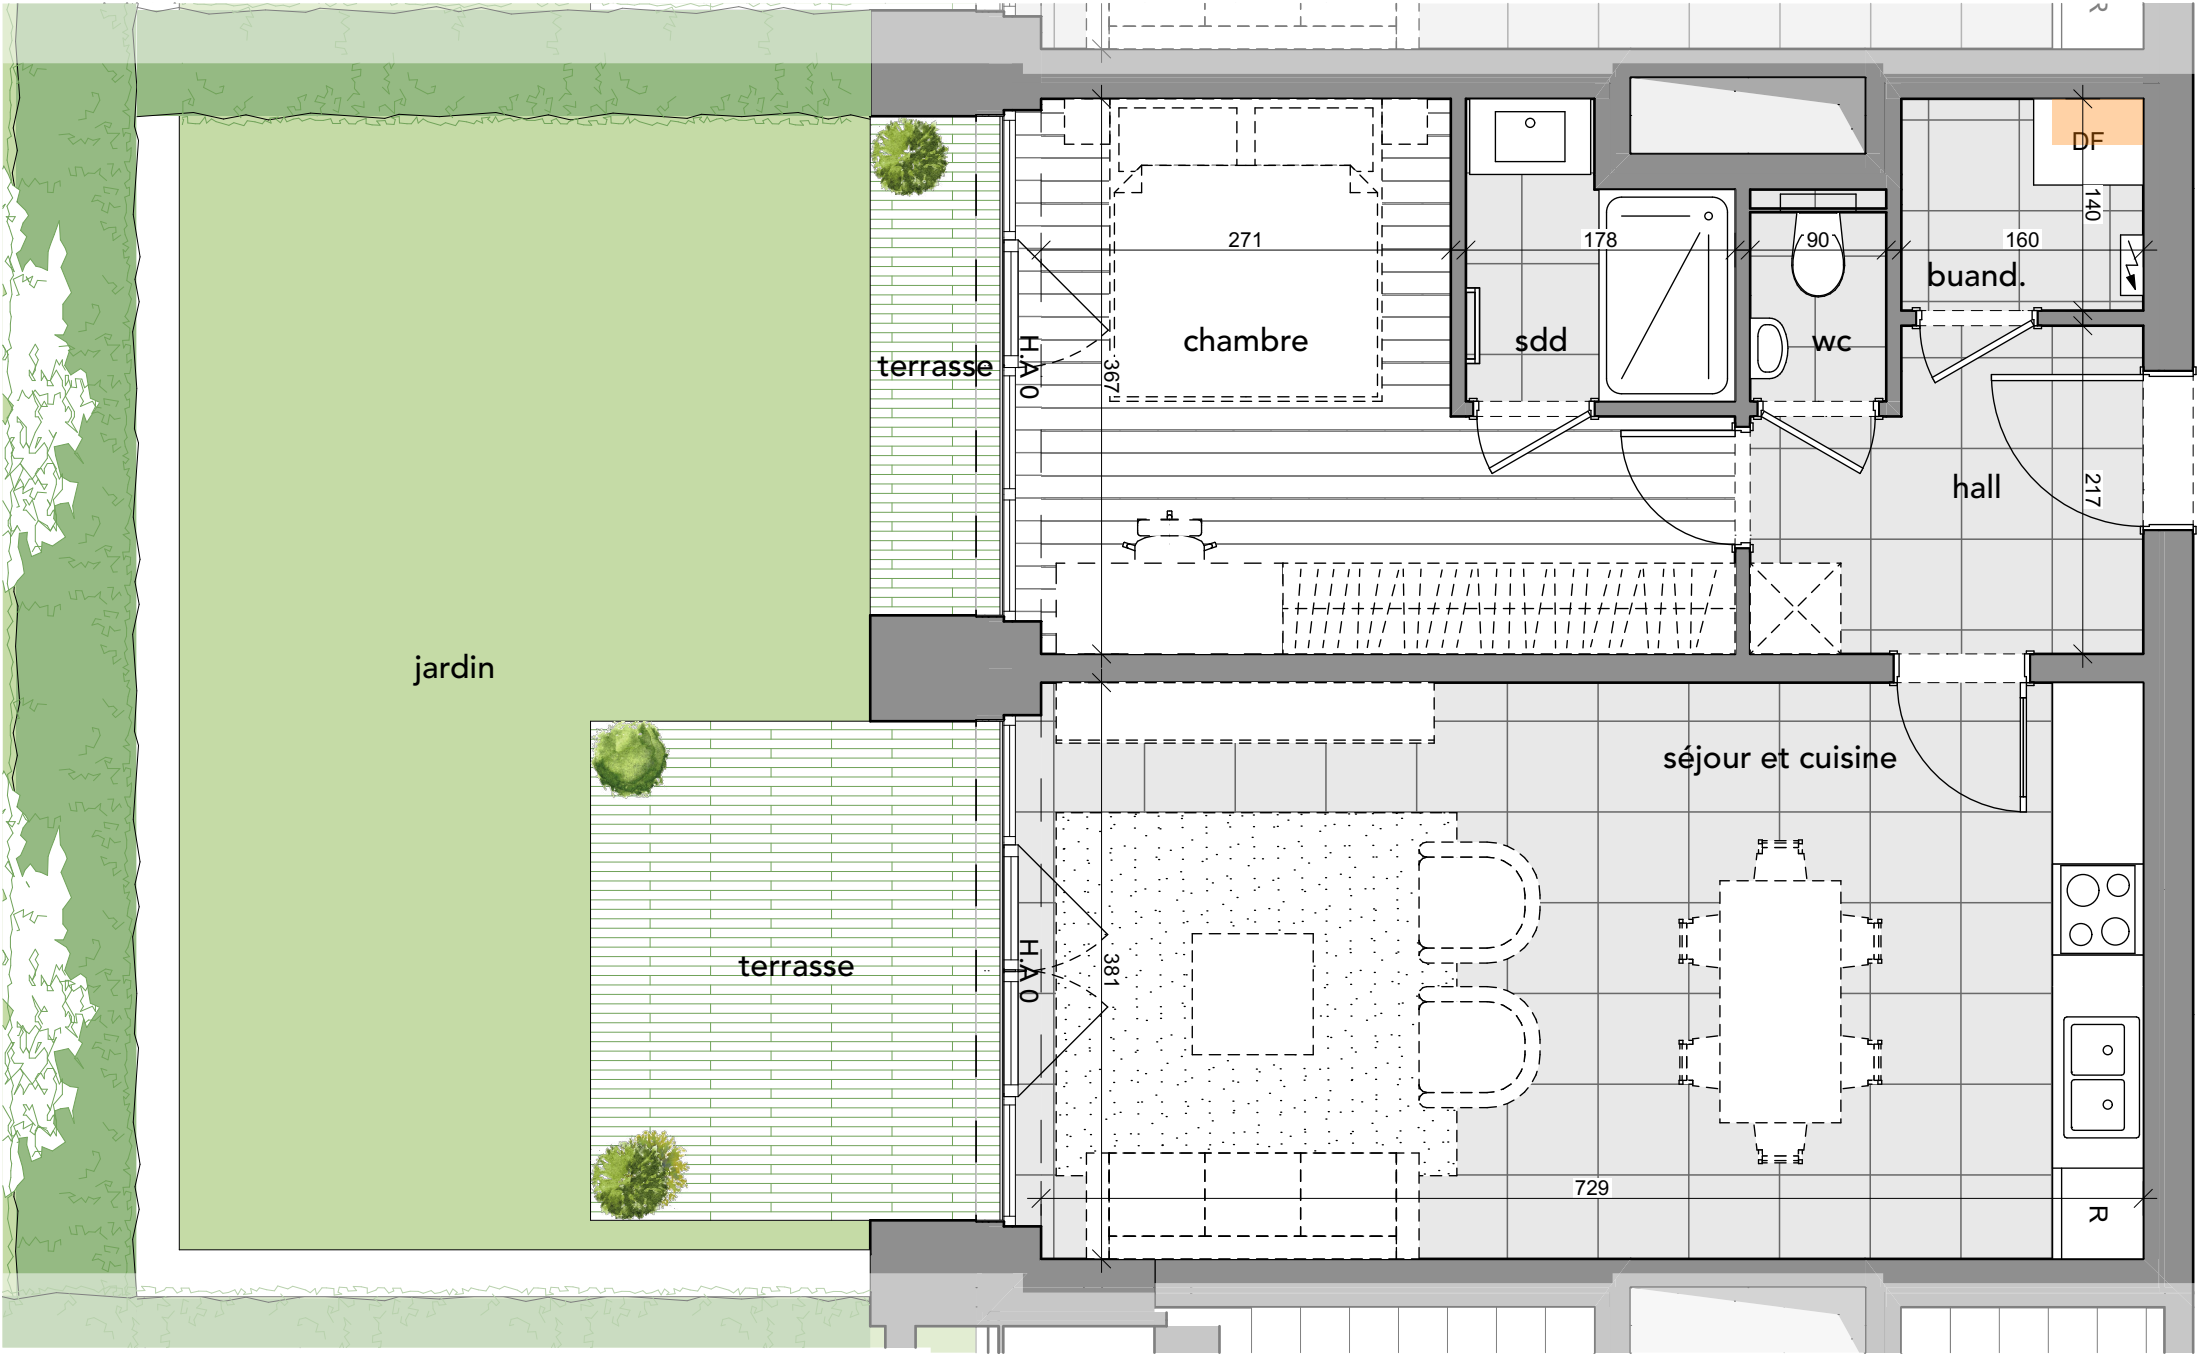 R
DF
140
271
178
90
160
buand.
chambre
sdd
wc
terrasse
H.A 0
367
hall
217
jardin
séjour et cuisine
terrasse
H.A 0
381
729
R